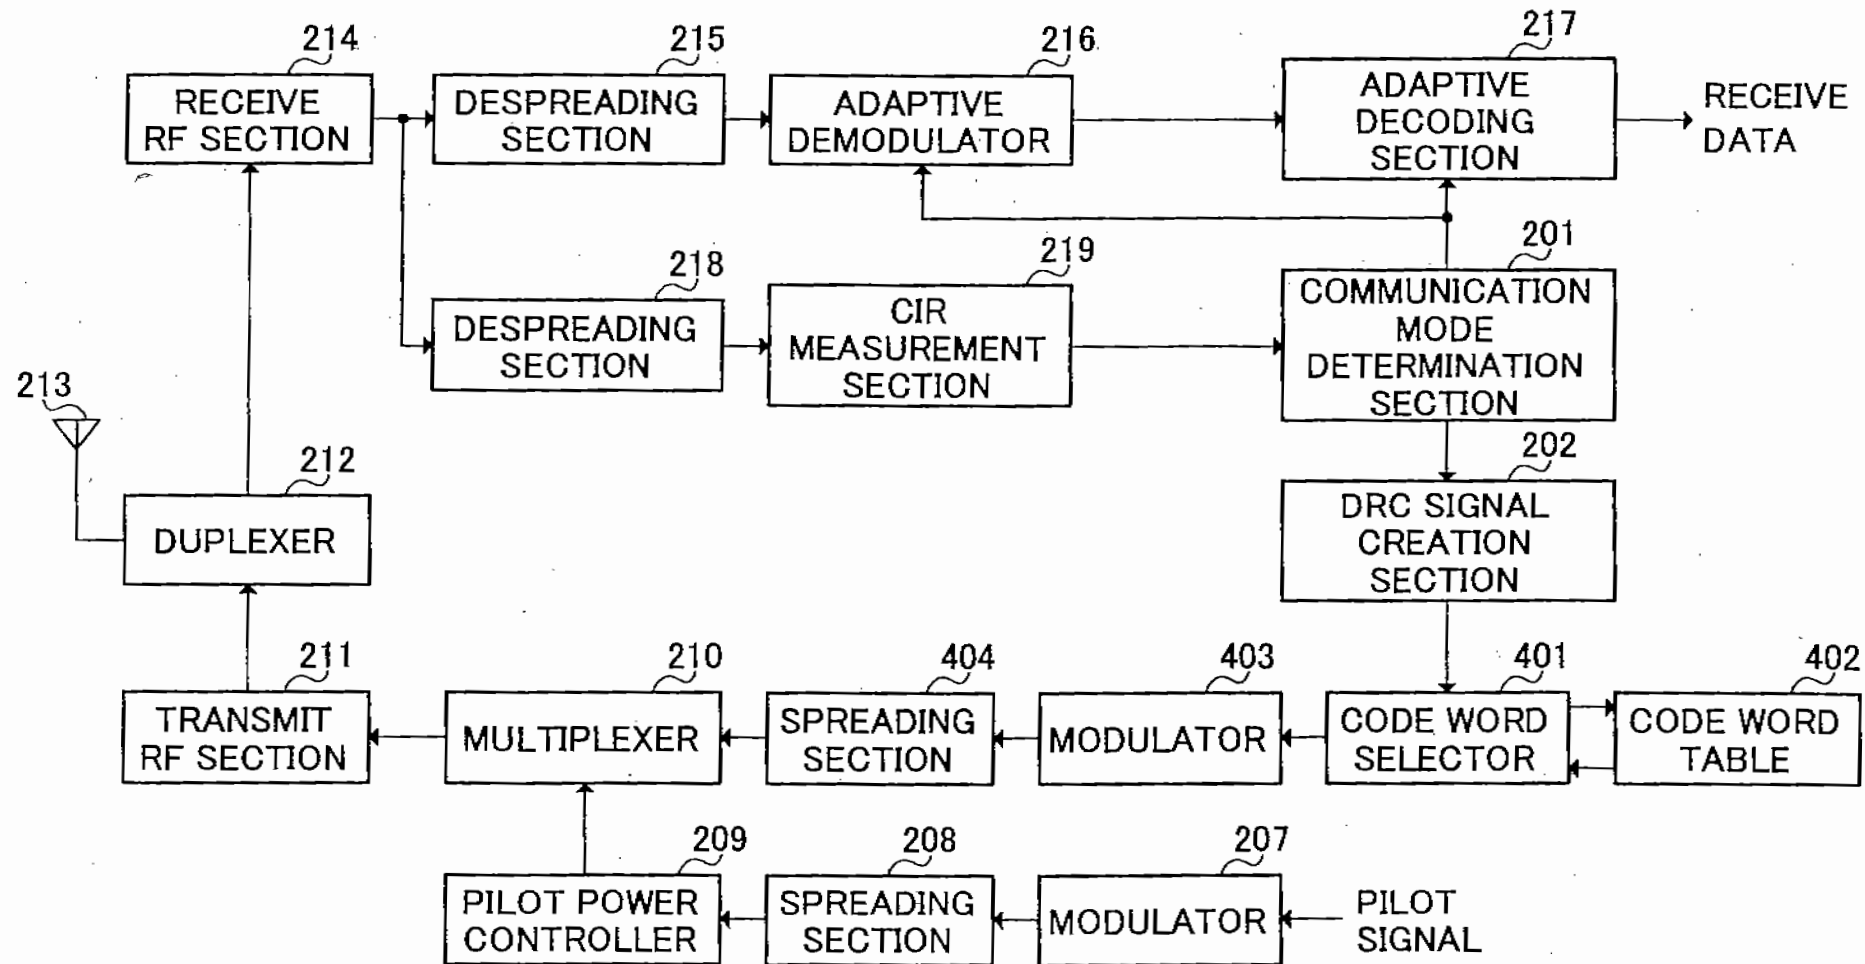 214
215
216
217
RECEIVE
RF SECTION
DESPREADING
SECTION
ADAPTIVE
DEMODULATOR
ADAPTIVE
DECODING
SECTION
RECEIVE
DATA
218
219
201
DESPREADING
SECTION
CIR
MEASUREMENT
SECTION
COMMUNICATION
MODE
DETERMINATION
SECTION
213
212
202
DUPLEXER
DRC SIGNAL
CREATION
SECTION
211
210
404
403
401
402
TRANSMIT
RF SECTION
MULTIPLEXER
SPREADING
SECTION
MODULATOR
CODE WORD
SELECTOR
CODE WORD
TABLE
209
208
207
PILOT POWER
CONTROLLER
SPREADING
SECTION
MODULATOR
PILOT
SIGNAL